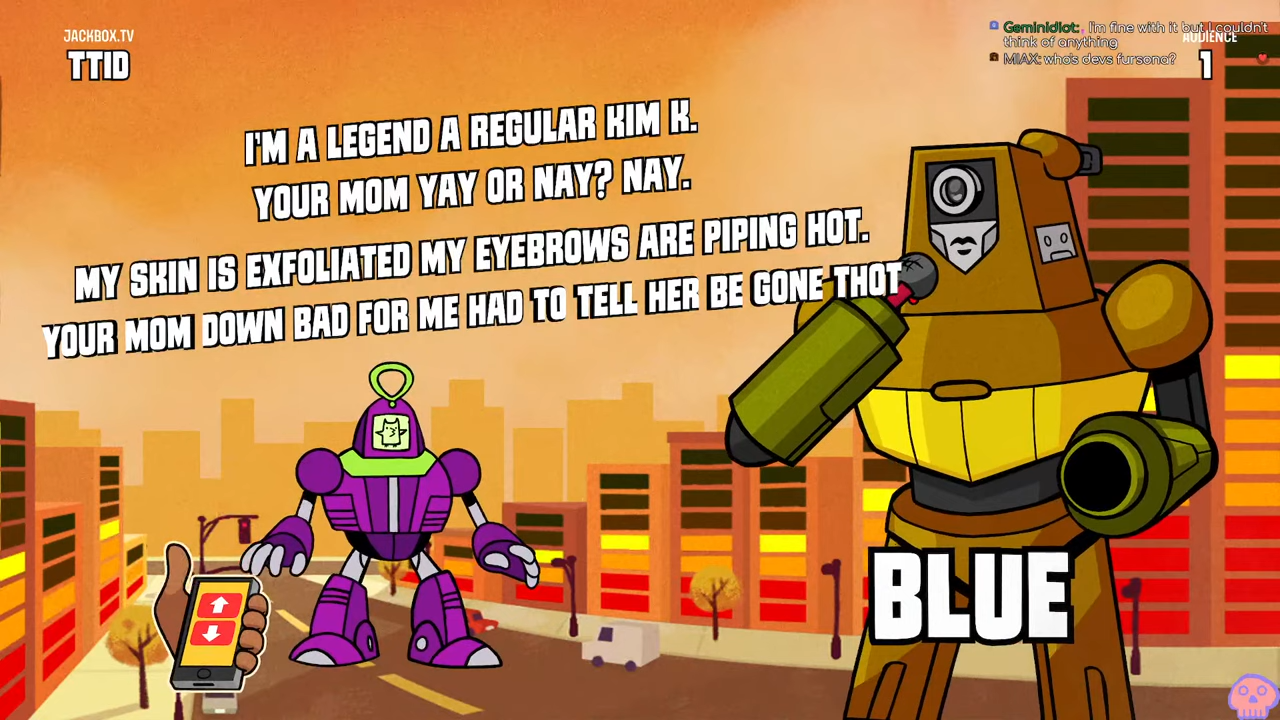 JACKBOX.TV
TTID
Geminidiot: I'm fine with it but I couldn't
think of anything
AUDIENCE
MIAX: who's devs fursona?
1
I'M A LEGEND A REGULAR KIM K.
YOUR MOM YAY OR NAY? NAY.
MY SKIN IS EXFOLIATED MY EYEBROWS ARE PIPING HOT.
YOUR MOM DOWN BAD FOR ME HAD TO TELL HER BE GONE THOT
BLUE